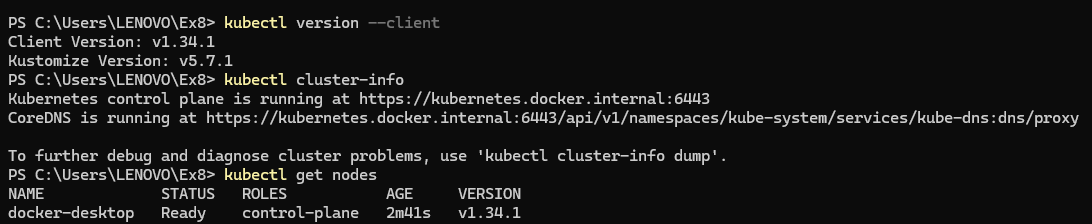 PS C:\Users\LENOVO\Ex8> kubectl version --client
Client Version: v1.34.1
Kustomize Version: v5.7.1
PS C:\Users\LENOVO\Ex8> kubectl cluster-info
Kubernetes control plane is running at https://kubernetes.docker.internal:6443
CoreDNS is running at https://kubernetes.docker.internal:6443/api/v1/namespaces/kube-system/services/kube-dns:dns/proxy

To further debug and diagnose cluster problems, use 'kubectl cluster-info dump'.
PS C:\Users\LENOVO\Ex8> kubectl get nodes
NAME             STATUS   ROLES           AGE     VERSION
docker-desktop   Ready    control-plane   2m41s   v1.34.1